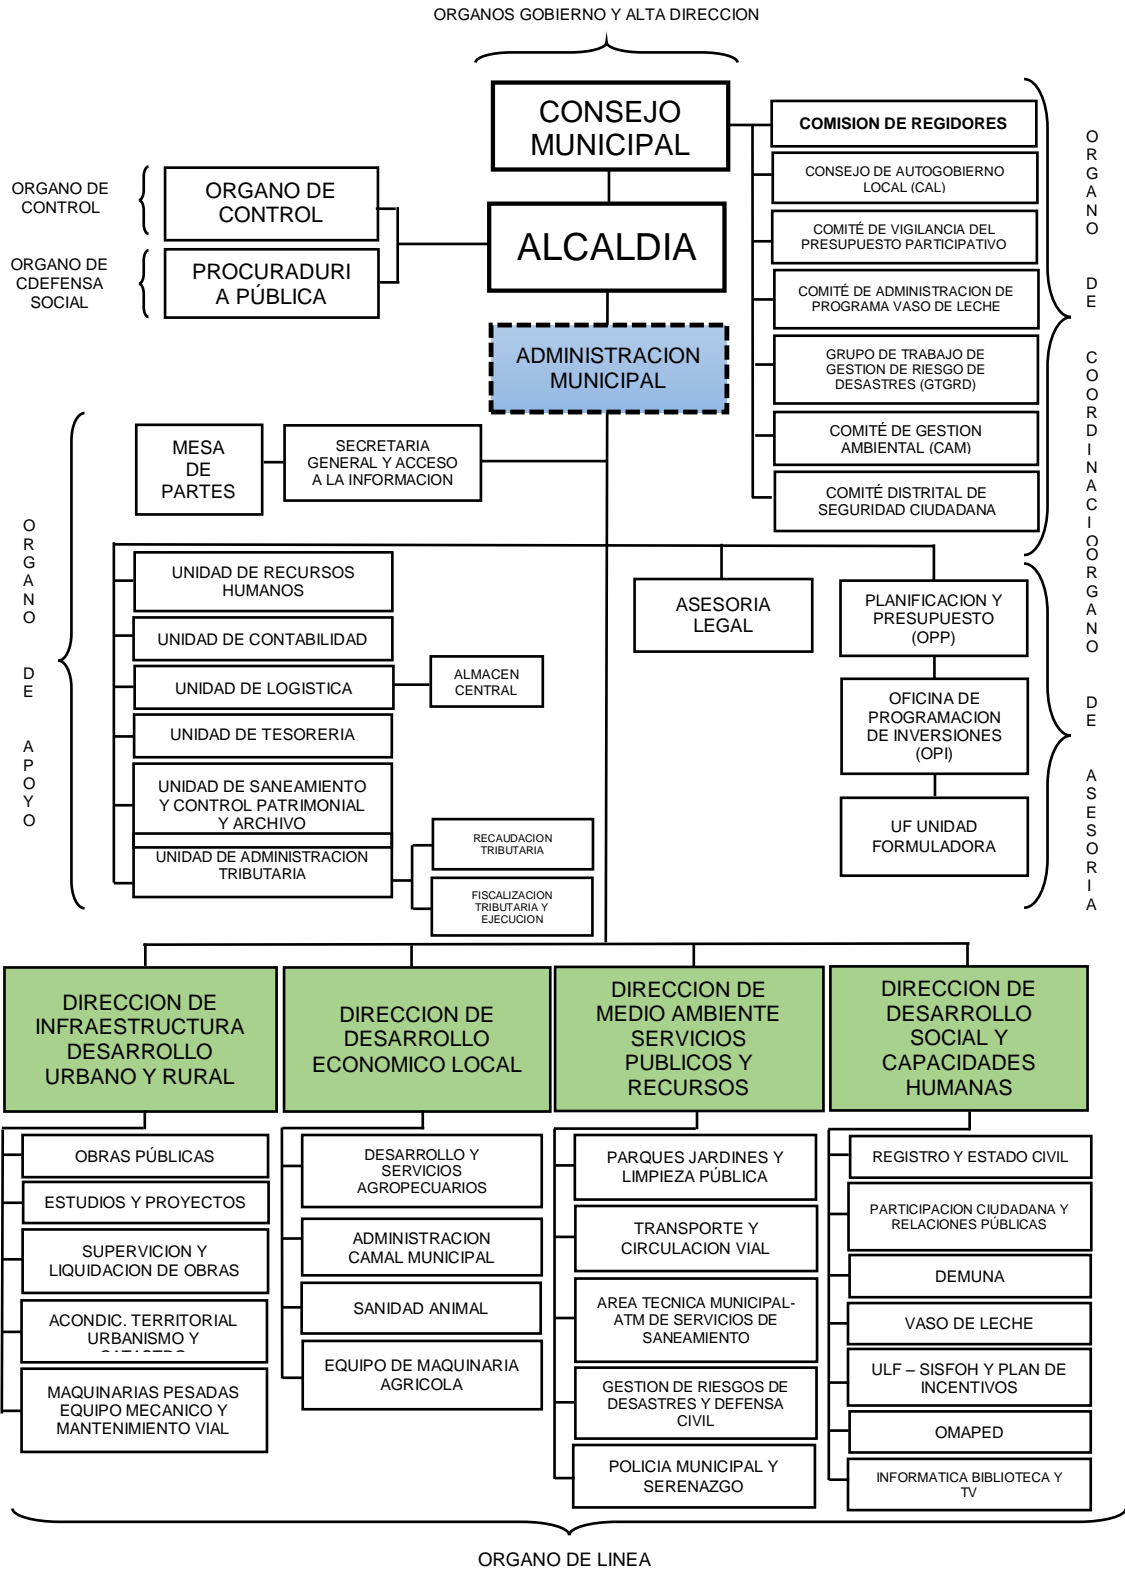 ORGANOS GOBIERNO Y ALTA DIRECCION
CONSEJO
MUNICIPAL
COMISION DE REGIDORES
CONSEJO DE AUTOGOBIERNO
LOCAL (CAL)
COMITÉ DE VIGILANCIA DEL
PRESUPUESTO PARTICIPATIVO
COMITÉ DE ADMINISTRACION DE
PROGRAMA VASO DE LECHE
GRUPO DE TRABAJO DE
GESTION DE RIESGO DE
DESASTRES (GTGRD)
COMITÉ DE GESTION
AMBIENTAL (CAM)
COMITÉ DISTRITAL DE
SEGURIDAD CIUDADANA
ORGANO DE COORDINACIO
ORGANO DE
CONTROL
ORGANO DE
CONTROL
ALCALDIA
ORGANO DE
CDEFENSA
SOCIAL
PROCURADURI
A PÚBLICA
ADMINISTRACION
MUNICIPAL
MESA
DE
PARTES
SECRETARIA
GENERAL Y ACCESO
A LA INFORMACION
ORGANO DE APOYO
UNIDAD DE RECURSOS
HUMANOS
UNIDAD DE CONTABILIDAD
UNIDAD DE LOGISTICA
ALMACEN
CENTRAL
UNIDAD DE TESORERIA
UNIDAD DE SANEAMIENTO
Y CONTROL PATRIMONIAL
Y ARCHIVO
UNIDAD DE ADMINISTRACION
TRIBUTARIA
RECAUDACION
TRIBUTARIA
FISCALIZACION
TRIBUTARIA Y
EJECUCION
ASESORIA
LEGAL
PLANIFICACION Y
PRESUPUESTO
(OPP)
OFICINA DE
PROGRAMACION
DE INVERSIONES
(OPI)
UF UNIDAD
FORMULADORA
ORGANO DE ASESORIA
DIRECCION DE
INFRAESTRUCTURA
DESARROLLO
URBANO Y RURAL
OBRAS PÚBLICAS
ESTUDIOS Y PROYECTOS
SUPERVICION Y
LIQUIDACION DE OBRAS
ACONDIC. TERRITORIAL
URBANISMO Y
CATASTRO
MAQUINARIAS PESADAS
EQUIPO MECANICO Y
MANTENIMIENTO VIAL
DIRECCION DE
DESARROLLO
ECONOMICO LOCAL
DESARROLLO Y
SERVICIOS
AGROPECUARIOS
ADMINISTRACION
CAMAL MUNICIPAL
SANIDAD ANIMAL
EQUIPO DE MAQUINARIA
AGRICOLA
DIRECCION DE
MEDIO AMBIENTE
SERVICIOS
PUBLICOS Y
RECURSOS
PARQUES JARDINES Y
LIMPIEZA PÚBLICA
TRANSPORTE Y
CIRCULACION VIAL
AREA TECNICA MUNICIPAL-
ATM DE SERVICIOS DE
SANEAMIENTO
GESTION DE RIESGOS DE
DESASTRES Y DEFENSA
CIVIL
POLICIA MUNICIPAL Y
SERENAZGO
DIRECCION DE
DESARROLLO
SOCIAL Y
CAPACIDADES
HUMANAS
REGISTRO Y ESTADO CIVIL
PARTICIPACION CIUDADANA Y
RELACIONES PÚBLICAS
DEMUNA
VASO DE LECHE
ULF – SISFOH Y PLAN DE
INCENTIVOS
OMAPED
INFORMATICA BIBLIOTECA Y
TV
ORGANO DE LINEA